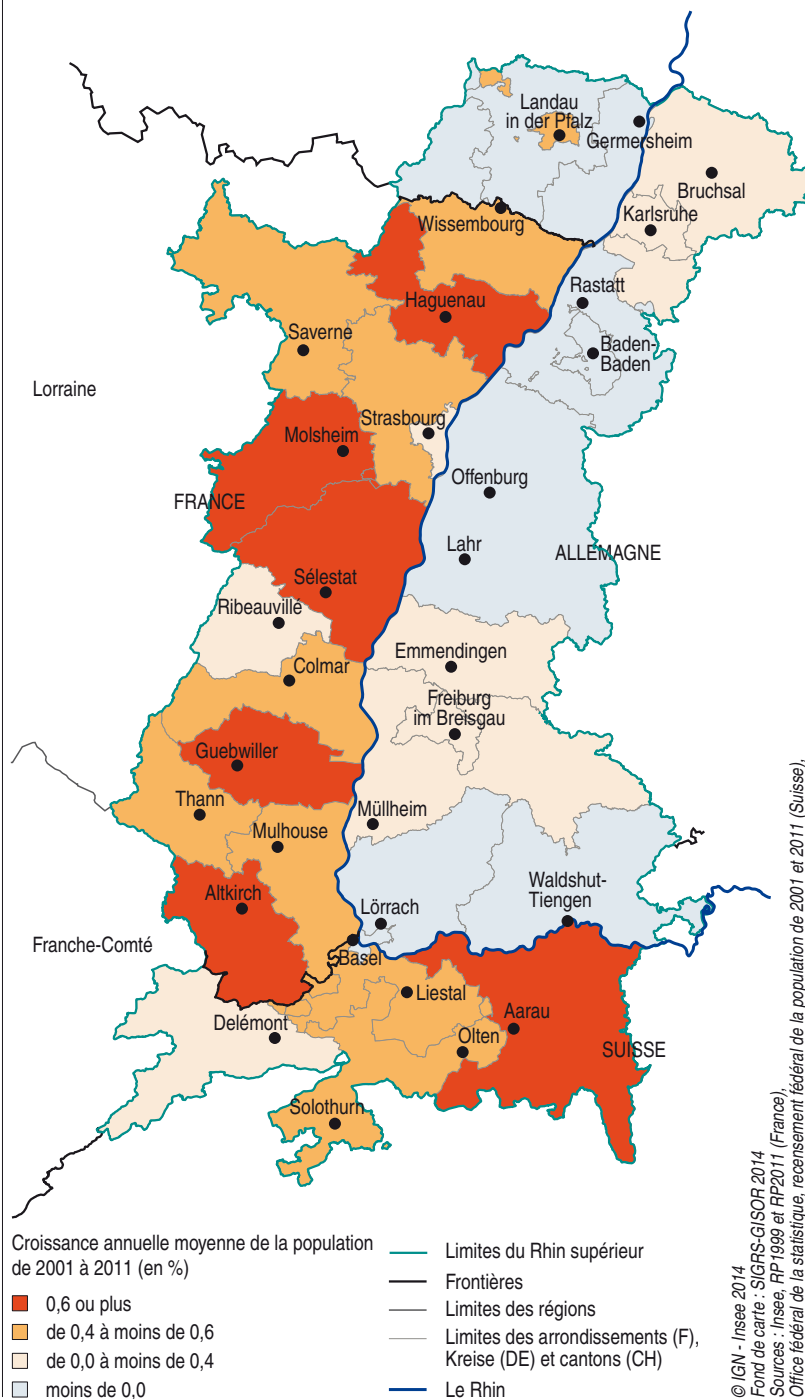 Landau
in der Pfalz
Germersheim
Bruchsal
Karlsruhe
Wissembourg
Rastatt
Haguenau
Baden-
Baden
Saverne
Lorraine
Strasbourg
Molsheim
Offenburg
FRANCE
Lahr
ALLEMAGNE
Sélestat
Ribeauvillé
Emmendingen
Colmar
Freiburg
im Breisgau
Guebwiller
Thann
Müllheim
Mulhouse
Waldshut-
Tiengen
Altkirch
Lörrach
Franche-Comté
Basel
Liestal
Aarau
Delémont
Olten
SUISSE
Solothurn
Croissance annuelle moyenne de la population
de 2001 à 2011 (en %)
0,6 ou plus
de 0,4 à moins de 0,6
de 0,0 à moins de 0,4
moins de 0,0
Limites du Rhin supérieur
Frontières
Limites des régions
Limites des arrondissements (F),
Kreise (DE) et cantons (CH)
Le Rhin
© IGN - Insee 2014
Fond de carte : SIGRS-GISOR 2014
Sources : Insee, RP1999 et RP2011 (France),
Office fédéral de la statistique, recensement fédéral de la population de 2001 et 2011 (Suisse),